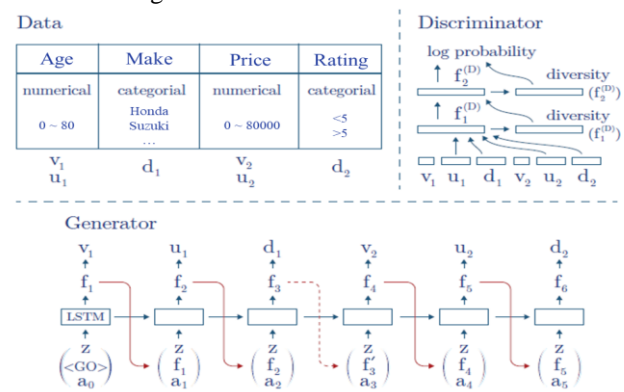 Data
Age Make Price Rating
numerical categorial numerical categorial
0 ~ 80 Honda 0 ~ 80000 <5
Suzuki >5
...
v1 d1 v2 d2
u1 u2
Discriminator
log probability
f2(D) diversity
(f2(D))
f1(D) diversity
(f1(D))
v1 u1 d1 v2 u2 d2
Generator
v1 u1 d1 v2 u2 d2
f1 f2 f3 f4 f5 f6
LSTM
z z z z z z
(<GO>) (f1) (f2) (f'3) (f4) (f5)
a0 a1 a2 a3 a4 a5